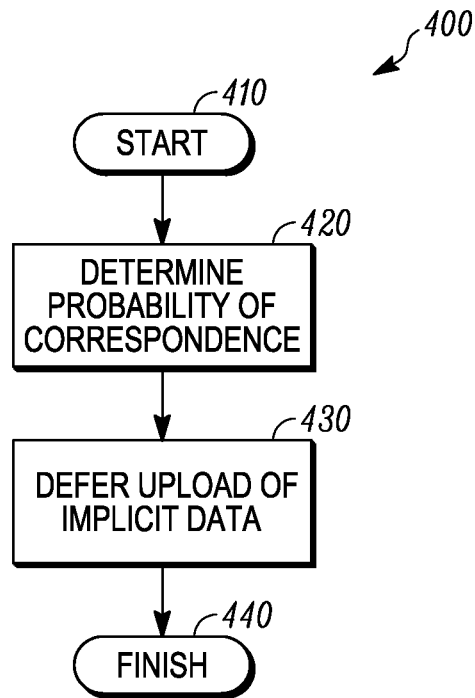 400
410
START
420
DETERMINE
PROBABILITY OF
CORRESPONDENCE
430
DEFER UPLOAD OF
IMPLICIT DATA
440
FINISH